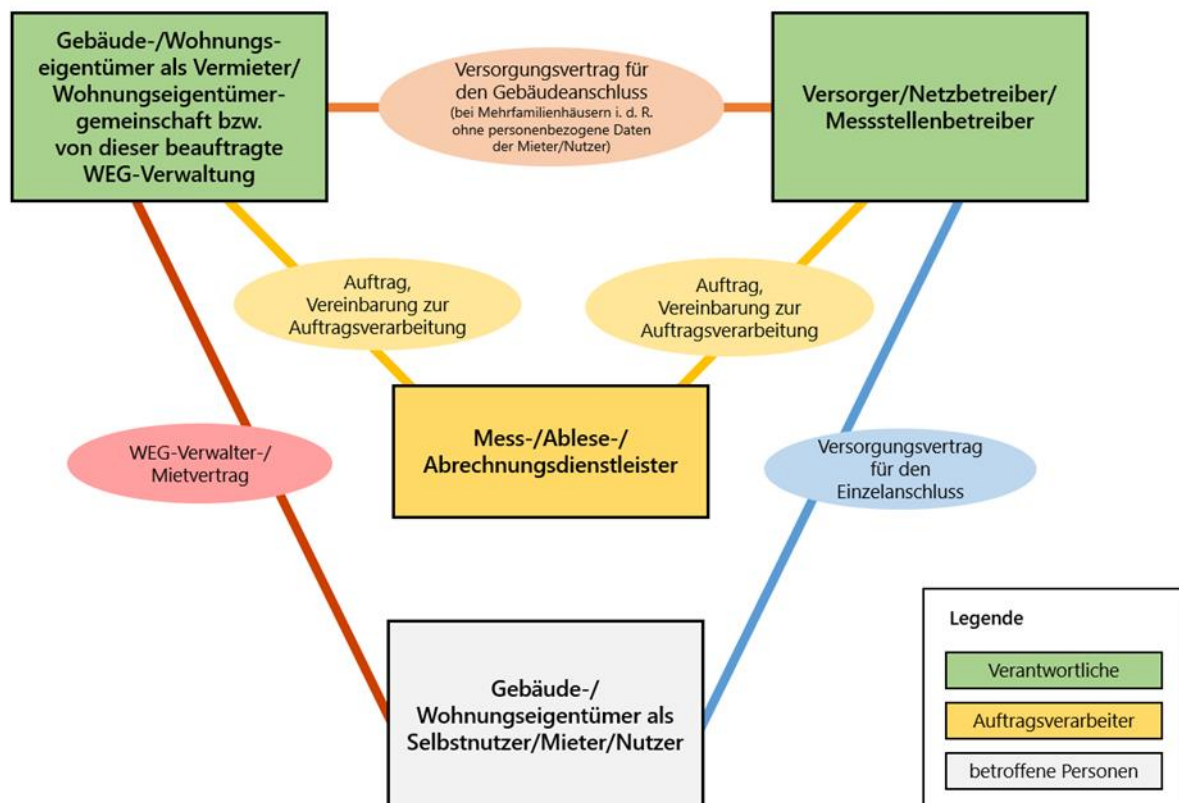 Gebäude-/Wohnungs-
eigentümer als Vermieter/
Wohnungseigentümer-
gemeinschaft bzw.
von dieser beauftragte
WEG-Verwaltung
Versorgungsvertrag für
den Gebäudeanschluss
(bei Mehrfamilienhäusern i. d. R.
ohne personenbezogene Daten
der Mieter/Nutzer)
Versorger/Netzbetreiber/
Messstellenbetreiber
Auftrag,
Vereinbarung zur
Auftragsverarbeitung
Auftrag,
Vereinbarung zur
Auftragsverarbeitung
Mess-/Ablese-/
Abrechnungsdienstleister
WEG-Verwalter-/
Mietvertrag
Versorgungsvertrag
für den
Einzelanschluss
Gebäude-/
Wohnungseigentümer als
Selbstnutzer/Mieter/Nutzer
Legende
Verantwortliche
Auftragsverarbeiter
betroffene Personen